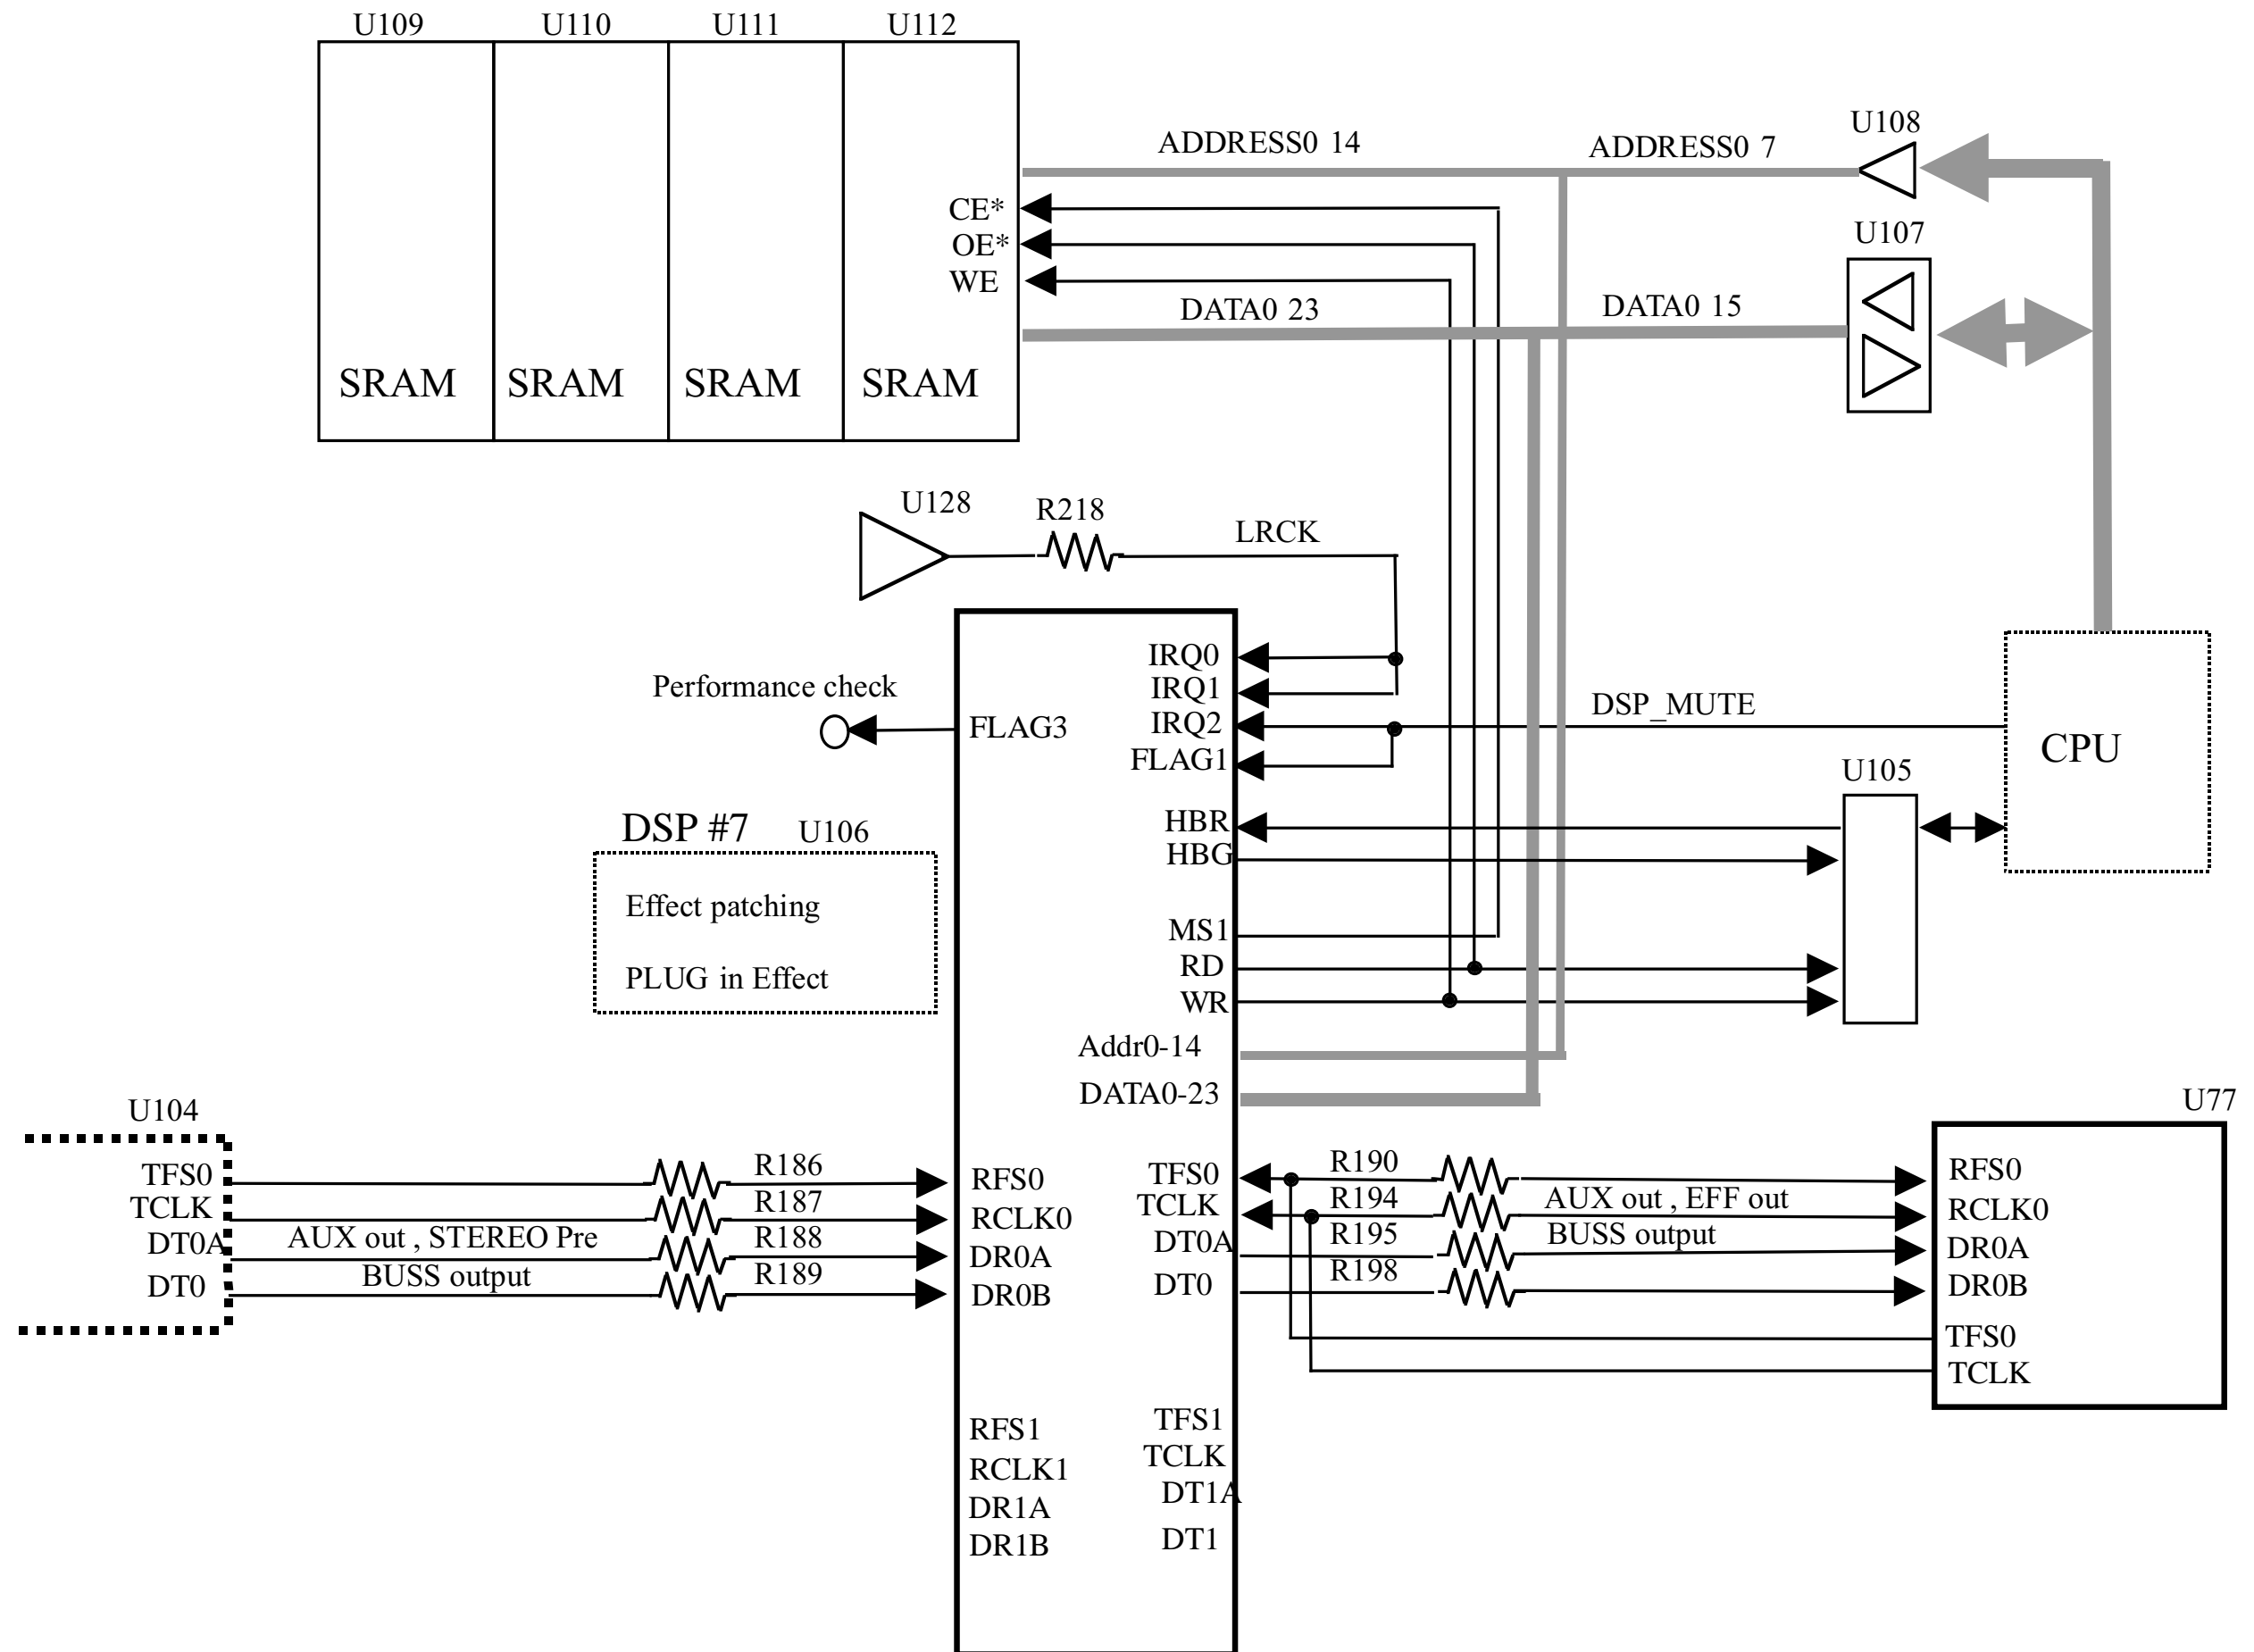 U109 U110 U111 U112
U108
ADDRESS0 14
ADDRESS0 7
CE*
OE*
WE
U107
DATA0 23
DATA0 15
SRAM SRAM SRAM SRAM
U128
R218
LRCK
IRQ0
IRQ1
IRQ2
FLAG1
Performance check
FLAG3
DSP_MUTE
CPU
U105
DSP #7 U106
HBR
HBG
Effect patching
PLUG in Effect
MS1
RD
WR
Addr0-14
DATA0-23
U104
U77
TFS0
TCLK
DT0A
DT0
AUX out , STEREO Pre
BUSS output
R186
R187
R188
R189
RFS0
RCLK0
DR0A
DR0B
TFS0
TCLK
DT0A
DT0
R190
R194
R195
R198
AUX out , EFF out
BUSS output
RFS0
RCLK0
DR0A
DR0B
TFS0
TCLK
RFS1
RCLK1
DR1A
DR1B
TFS1
TCLK
DT1A
DT1